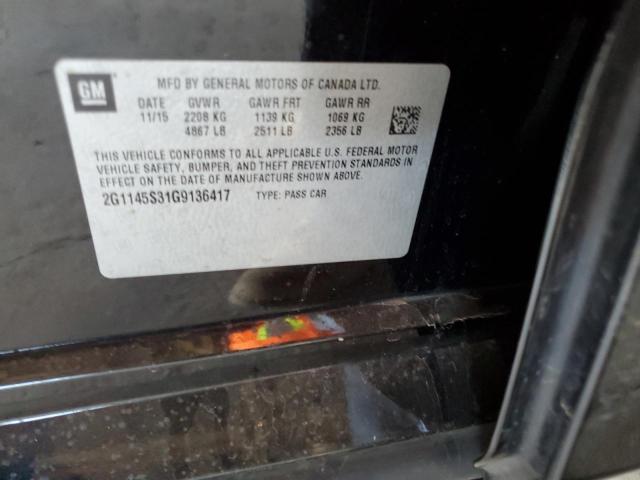 GM
MFD BY GENERAL MOTORS OF CANADA LTD.
DATE GVWR GAWR FRT GAWR RR
11/15 2208 KG 1139 KG 1069 KG
4867 LB 2511 LB 2356 LB
THIS VEHICLE CONFORMS TO ALL APPLICABLE U.S. FEDERAL MOTOR
VEHICLE SAFETY, BUMPER, AND THEFT PREVENTION STANDARDS IN
EFFECT ON THE DATE OF MANUFACTURE SHOWN ABOVE.
2G1145S31G9136417 TYPE: PASS CAR